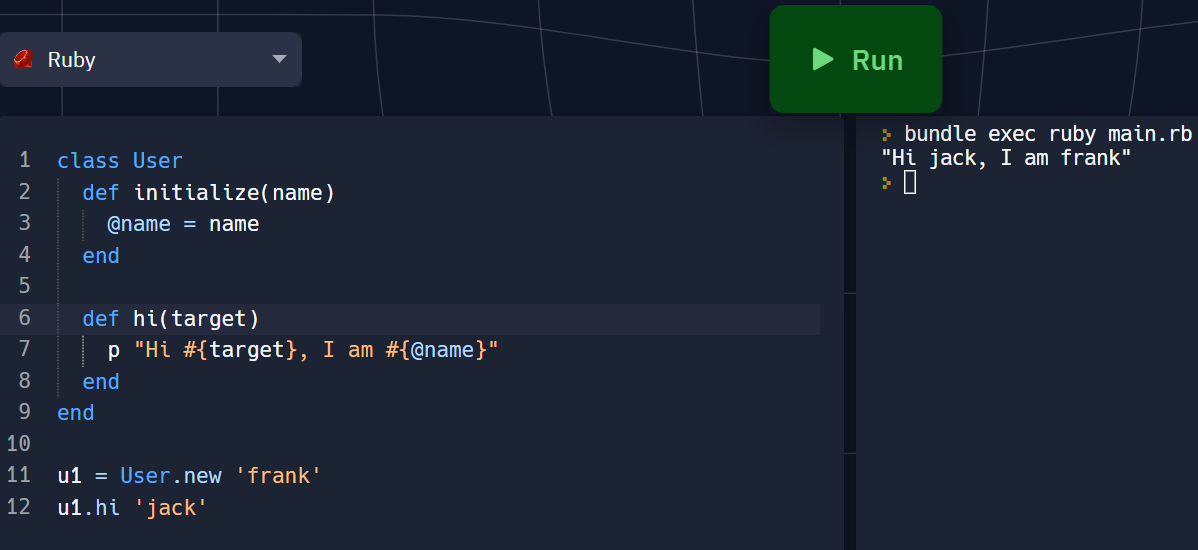 Ruby
Run
1 class User
2   def initialize(name)
3     @name = name
4   end
5
6   def hi(target)
7     p "Hi #{target}, I am #{@name}"
8   end
9 end
10
11 u1 = User.new 'frank'
12 u1.hi 'jack'
bundle exec ruby main.rb
"Hi jack, I am frank"